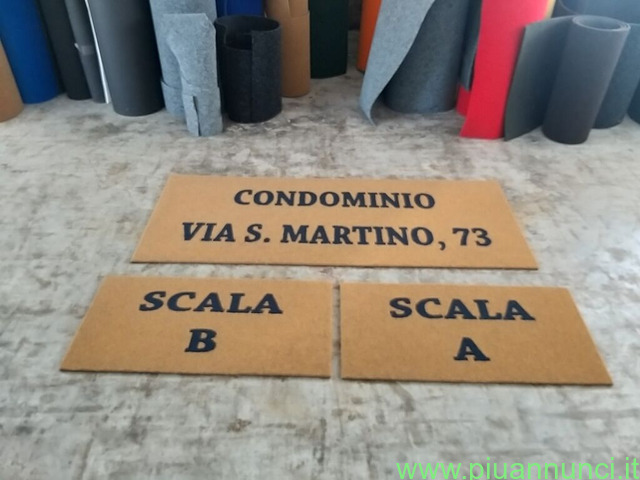 CONDOMINIO
VIA S. MARTINO, 73
SCALA
B
SCALA
A
www.piuannunci.it